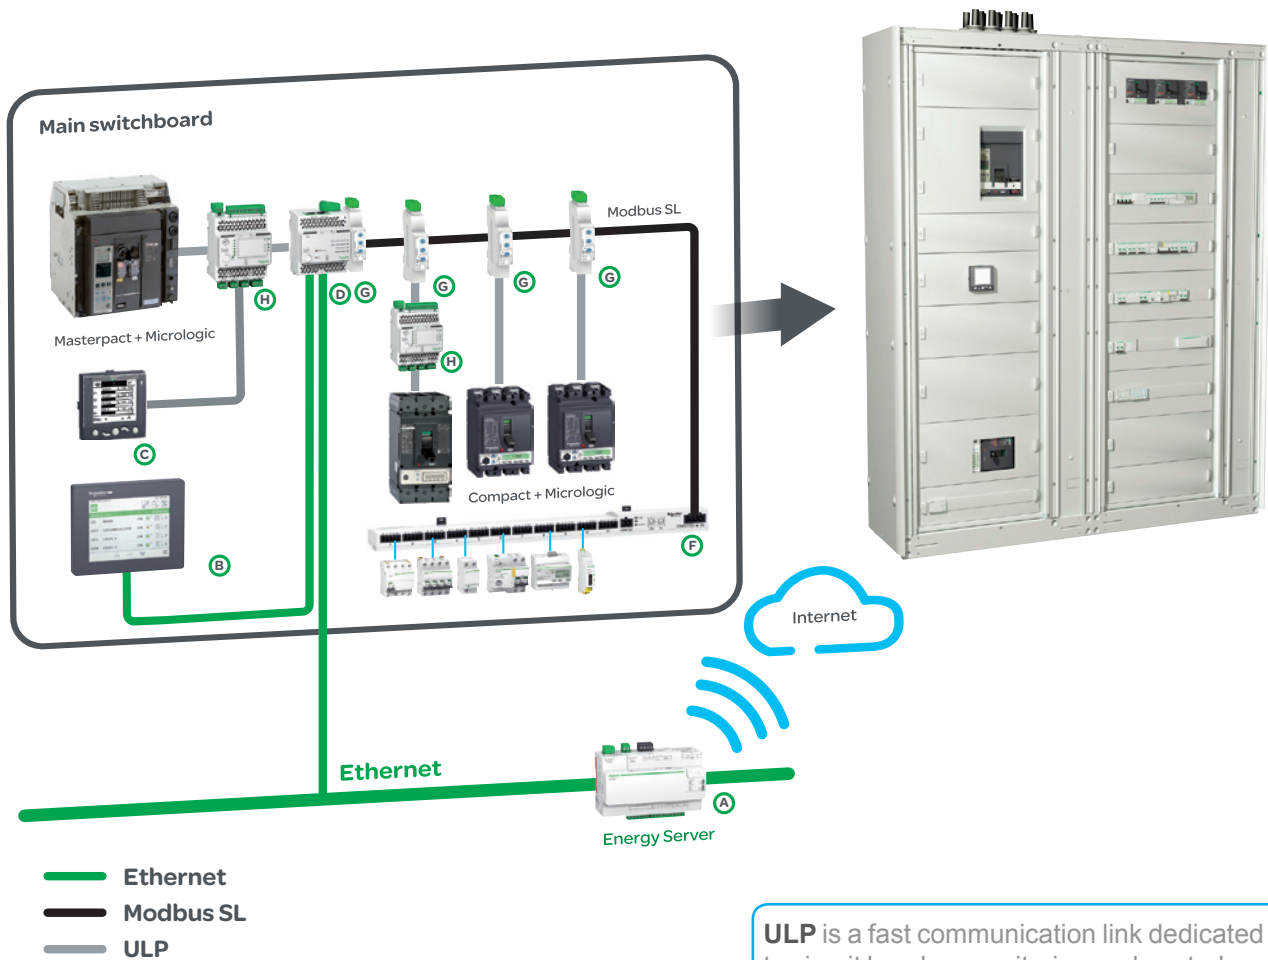 Main switchboard
Modbus SL
H
D
G
G
G
G
Masterpact + Micrologic
H
C
Compact + Micrologic
B
F
Internet
Ethernet
A
Energy Server
Ethernet
Modbus SL
ULP
ULP is a fast communication link dedicated